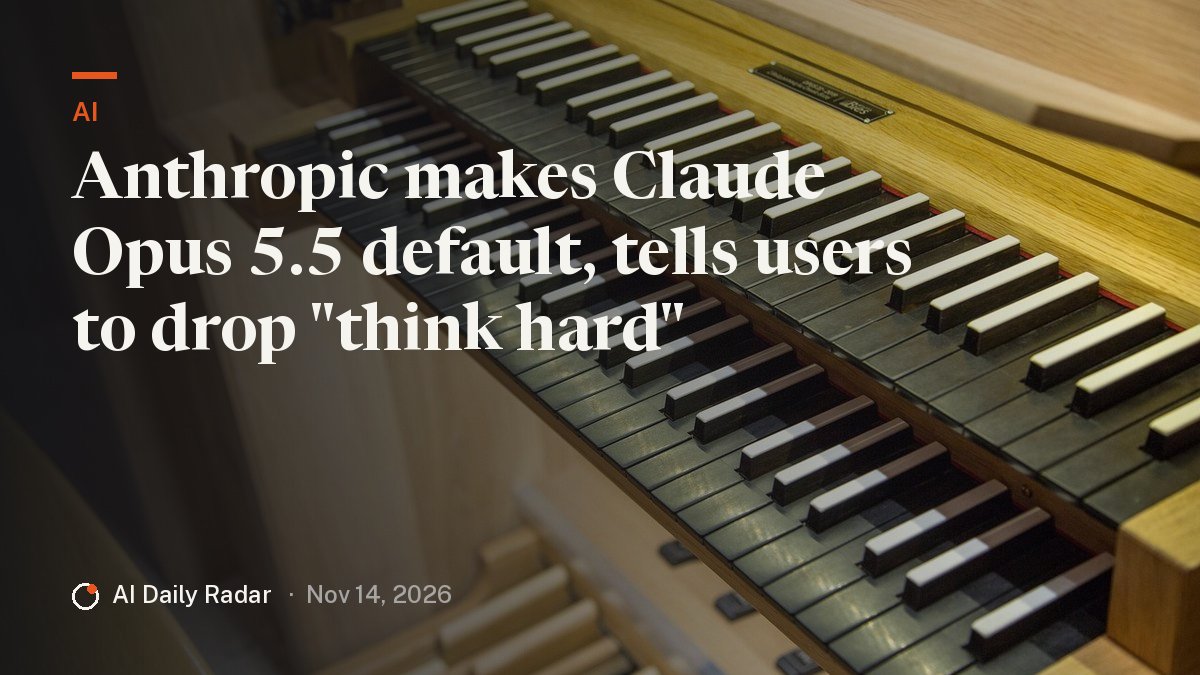 AI
Anthropic makes Claude
Opus 5.5 default, tells users
to drop "think hard"
AI Daily Radar · Nov 14, 2026